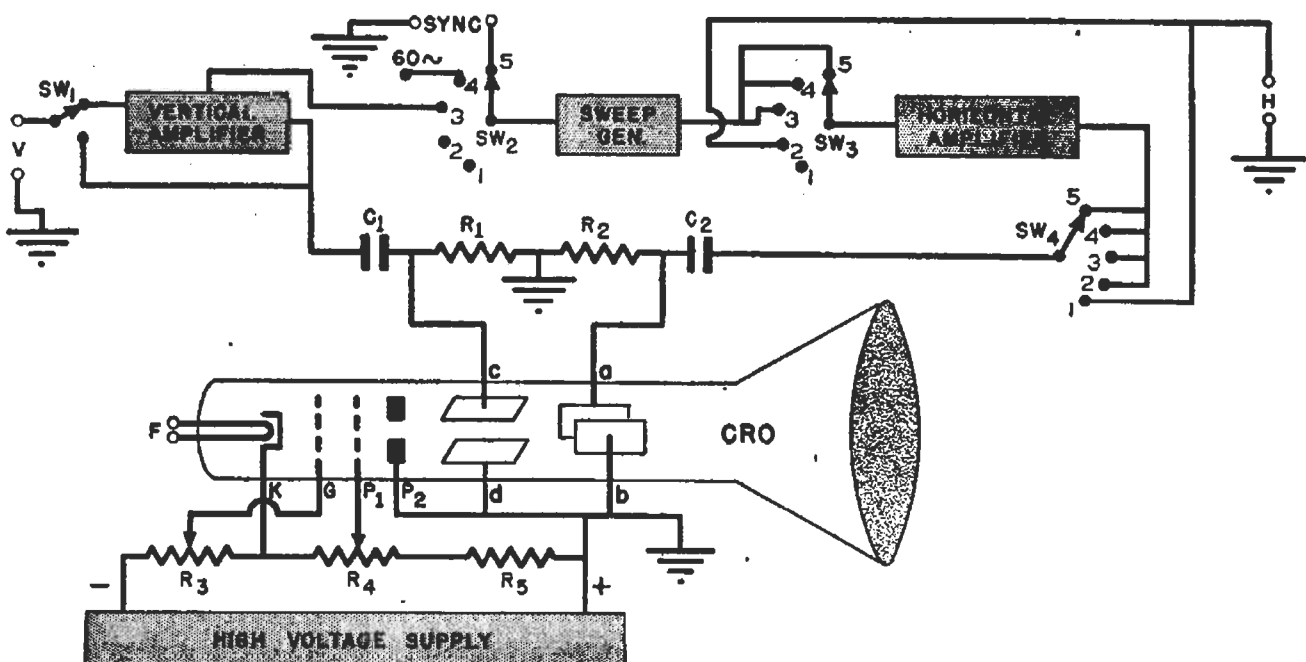 SYNC
60~
5
4
3
2
1
SW2
SW1
VERTICAL
AMPLIFIER
V
SWEEP
GEN.
5
4
3
2
1
SW3
HORIZONTAL
AMPLIFIER
H
C1
R1
R2
C2
SW4
5
4
3
2
1
c
a
F
CRO
K
G
P1
P2
d
b
R3
R4
R5
-
+
HIGH VOLTAGE SUPPLY